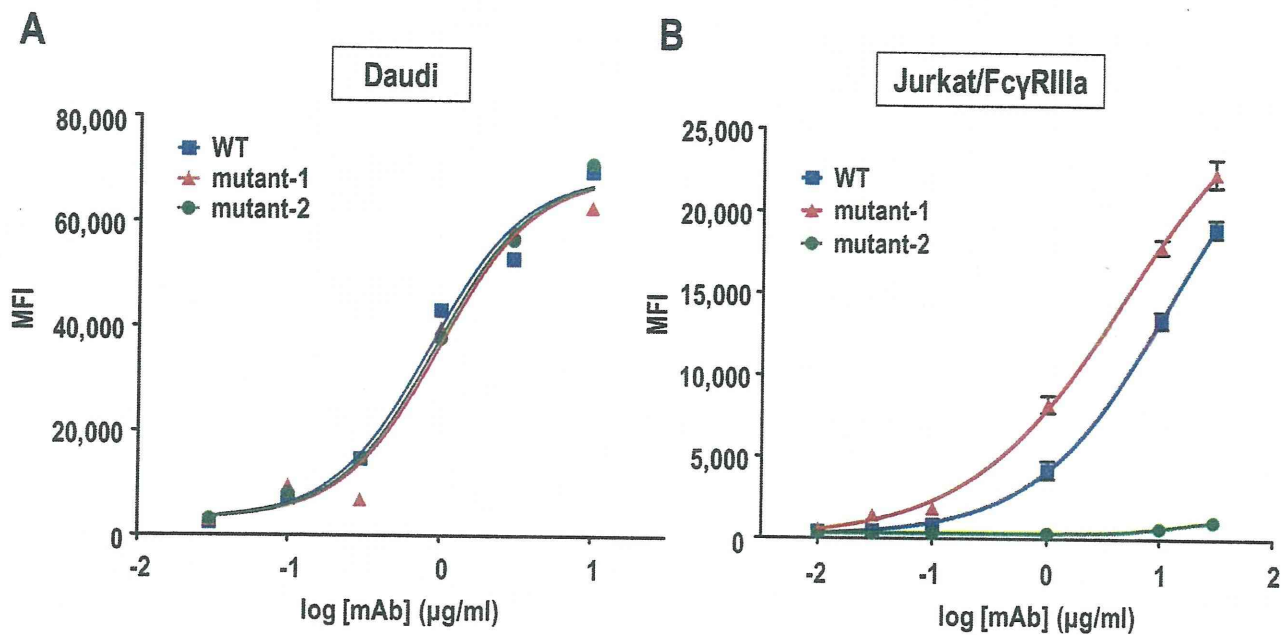 A
Daudi
80,000
60,000
40,000
20,000
0
MFI
WT
mutant-1
mutant-2
-2
-1
0
1
log [mAb] (µg/ml)
B
Jurkat/FcγRIIIa
25,000
20,000
15,000
10,000
5,000
0
MFI
WT
mutant-1
mutant-2
-2
-1
0
1
2
log [mAb] (µg/ml)